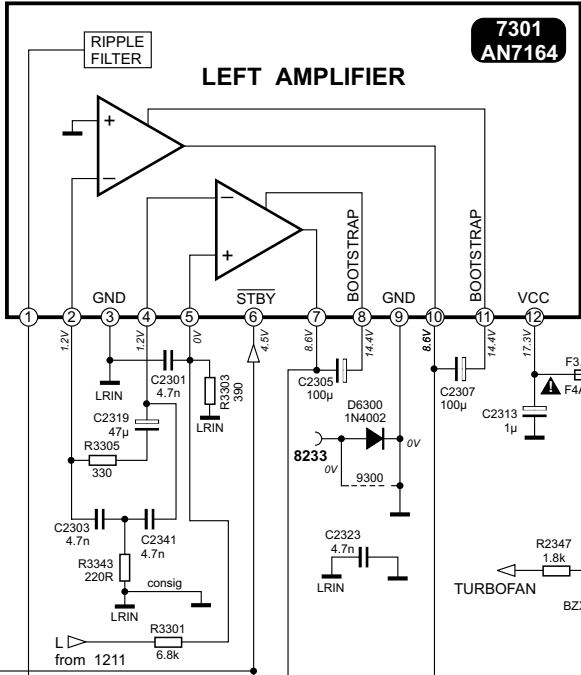 7301
AN7164
RIPPLE
FILTER
LEFT AMPLIFIER
+
−
−
+
BOOTSTRAP
BOOTSTRAP
GND
STBY
GND
VCC
1 2 3 4 5 6 7 8 9 10 11 12
1.2V 1.2V 0V 4.5V 8.6V 14.4V 8.6V 14.4V 17.3V
LRIN
C2301
4.7n
R3303
390
LRIN
C2305
100µ
C2307
100µ
F3
F4
C2313
1µ
C2319
47µ
R3305
330
D6300
1N4002
8233
0V
0V
9300
C2303
4.7n
C2341
4.7n
C2323
4.7n
LRIN
R3343
220R
consig
LRIN
R2347
1.8k
TURBOFAN
BZ
L
from 1211
R3301
6.8k